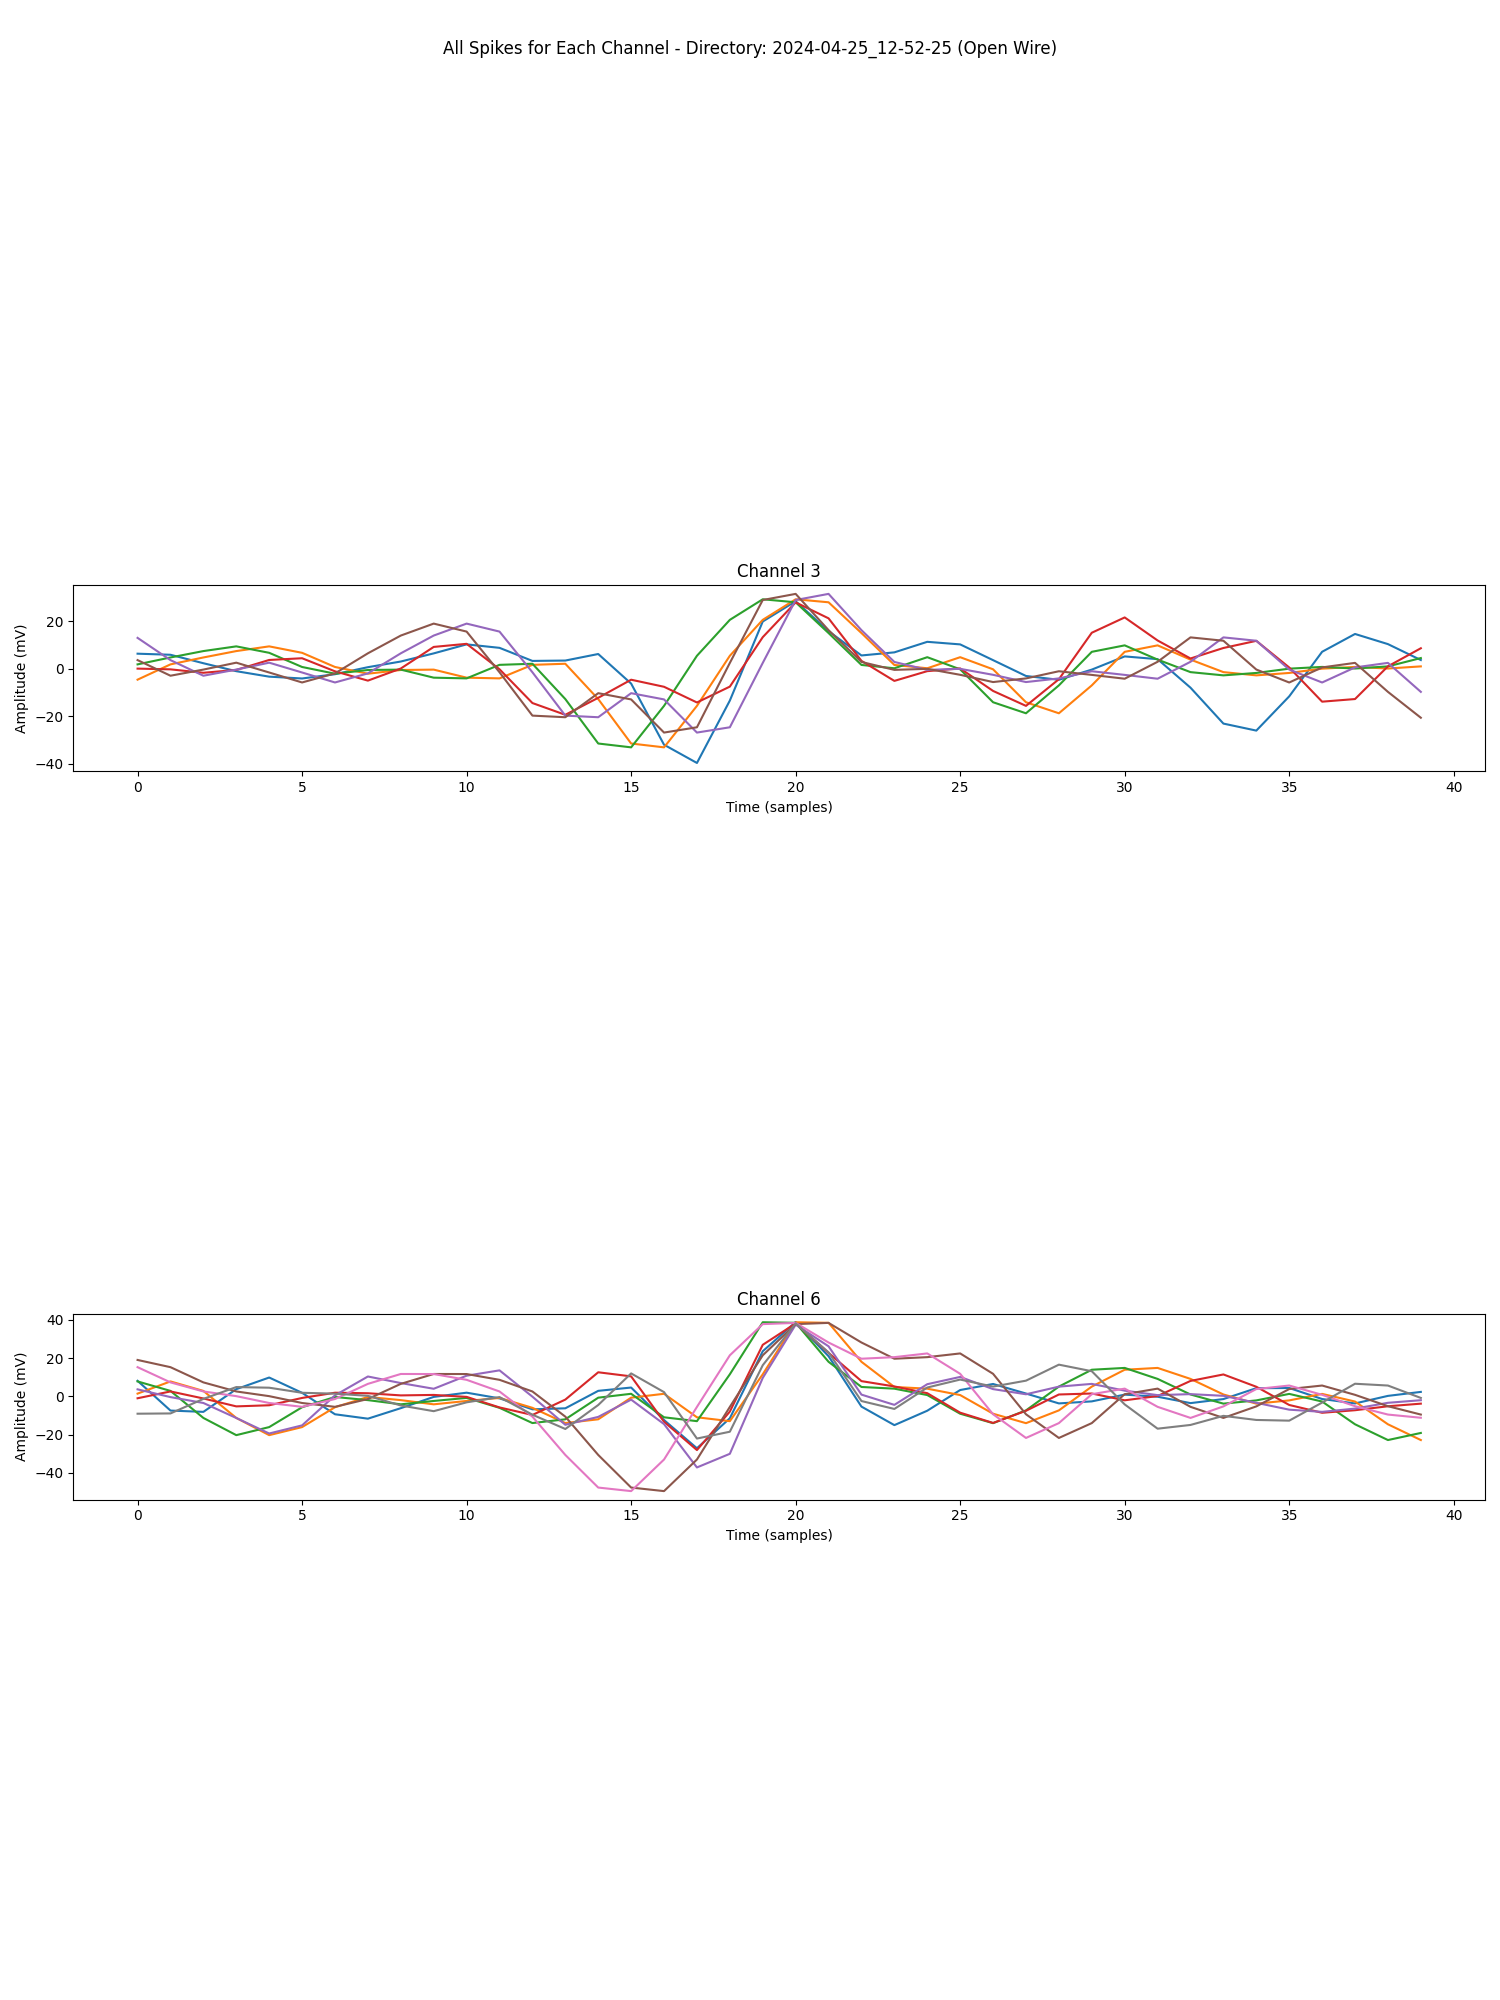 All Spikes for Each Channel - Directory: 2024-04-25_12-52-25 (Open Wire)
Channel 3
Amplitude (mV)
20
0
−20
−40
0 5 10 15 20 25 30 35 40
Time (samples)
Channel 6
Amplitude (mV)
40
20
0
−20
−40
0 5 10 15 20 25 30 35 40
Time (samples)